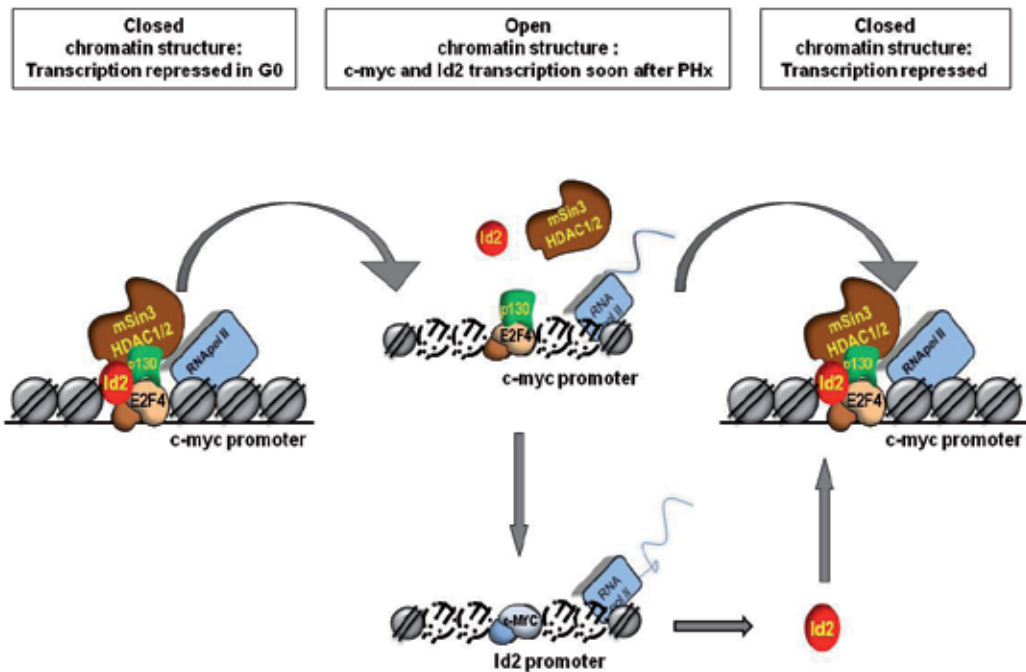 Closed
chromatin structure:
Transcription repressed in G0
Open
chromatin structure :
c-myc and Id2 transcription soon after PHx
Closed
chromatin structure:
Transcription repressed
mSin3
HDAC1/2
p130
RNApol II
Id2
E2F4
c-myc promoter
Id2
mSin3
HDAC1/2
p130
RNA
pol II
E2F4
c-myc promoter
mSin3
HDAC1/2
p130
RNApol II
Id2
E2F4
c-myc promoter
RNA
pol II
c-MYC
Id2 promoter
Id2